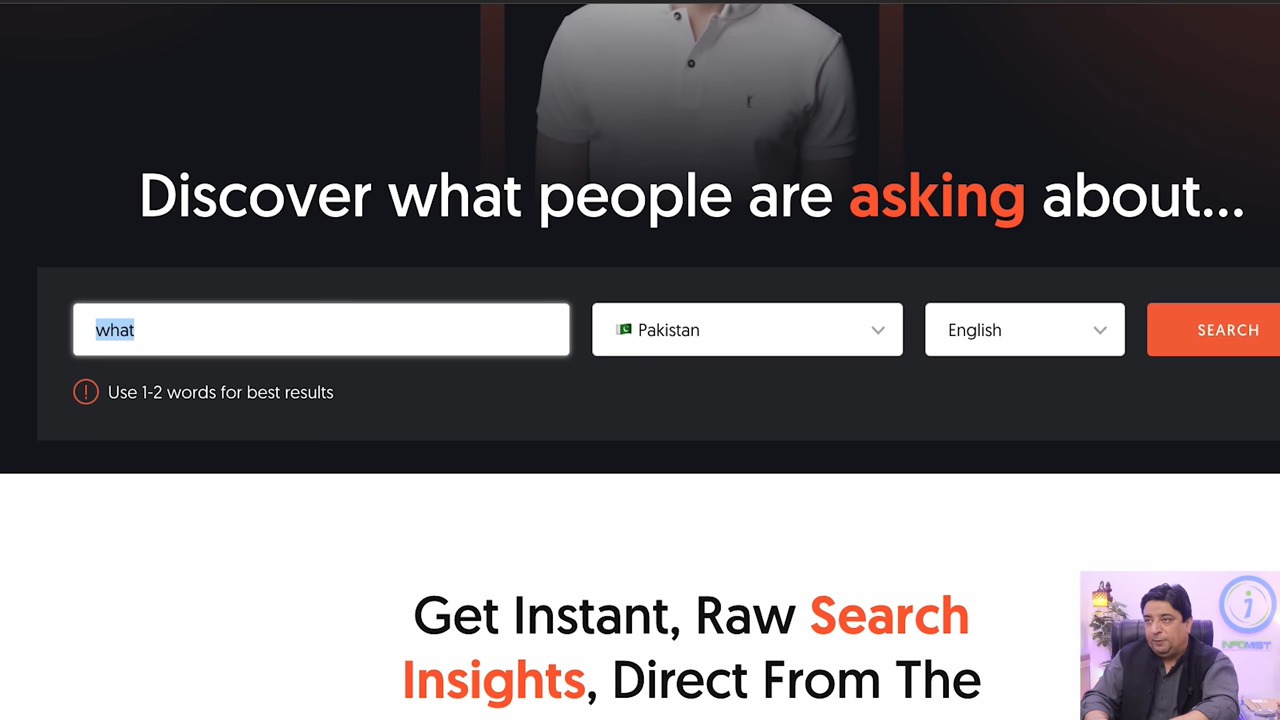 Discover what people are asking about...
what
Pakistan
English
SEARCH
Use 1-2 words for best results
Get Instant, Raw Search
Insights, Direct From The
INFOMIST